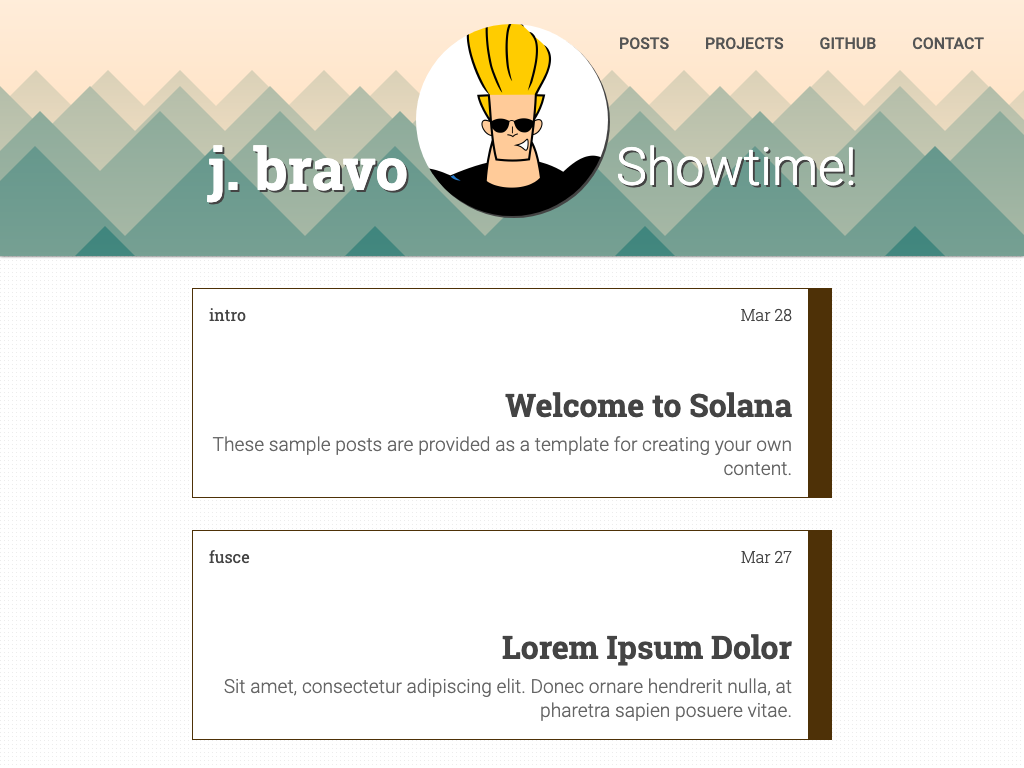 POSTS PROJECTS GITHUB CONTACT
j. bravo Showtime!
intro Mar 28
Welcome to Solana
These sample posts are provided as a template for creating your own
content.
fusce Mar 27
Lorem Ipsum Dolor
Sit amet, consectetur adipiscing elit. Donec ornare hendrerit nulla, at
pharetra sapien posuere vitae.